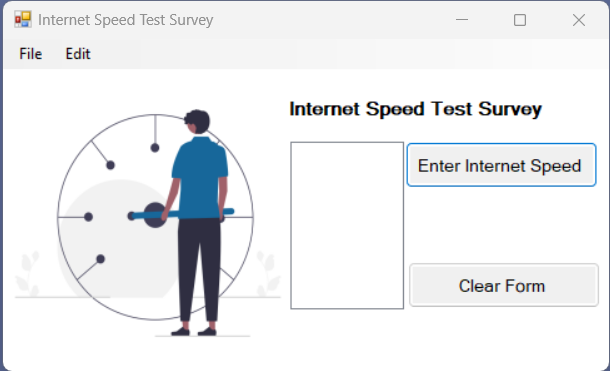 Internet Speed Test Survey
File Edit
Internet Speed Test Survey
Enter Internet Speed
Clear Form